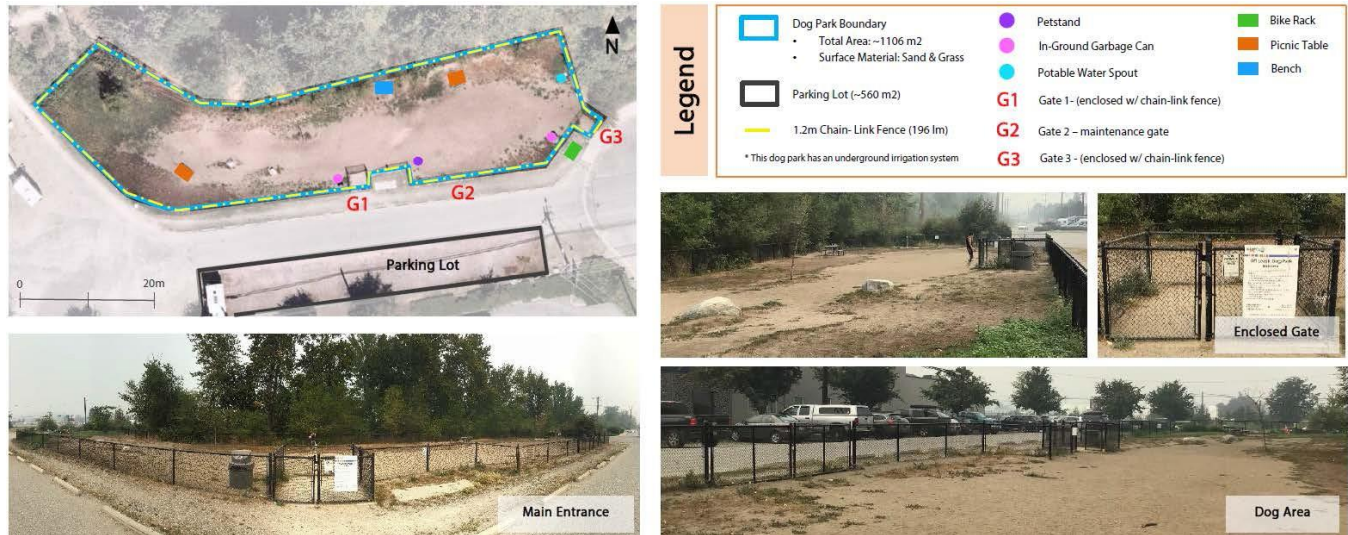 N
G1
G2
G3
Parking Lot
0
20m
Legend
Dog Park Boundary
• Total Area: ~1106 m2
• Surface Material: Sand & Grass
Parking Lot (~560 m2)
1.2m Chain- Link Fence (196 lm)
* This dog park has an underground irrigation system
Petstand
In-Ground Garbage Can
Potable Water Spout
G1 Gate 1- (enclosed w/ chain-link fence)
G2 Gate 2 – maintenance gate
G3 Gate 3 - (enclosed w/ chain-link fence)
Bike Rack
Picnic Table
Bench
Enclosed Gate
Main Entrance
Dog Area